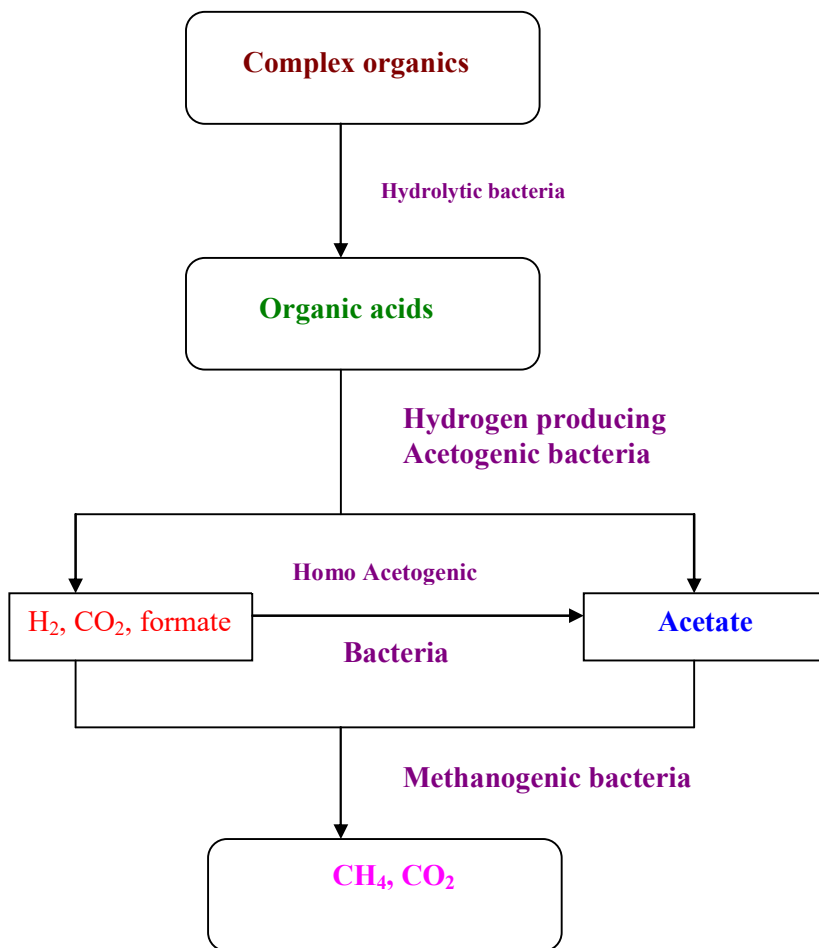 Complex organics
Hydrolytic bacteria
Organic acids
Hydrogen producing
Acetogenic bacteria
Homo Acetogenic
H₂, CO₂, formate
Acetate
Bacteria
Methanogenic bacteria
CH₄, CO₂